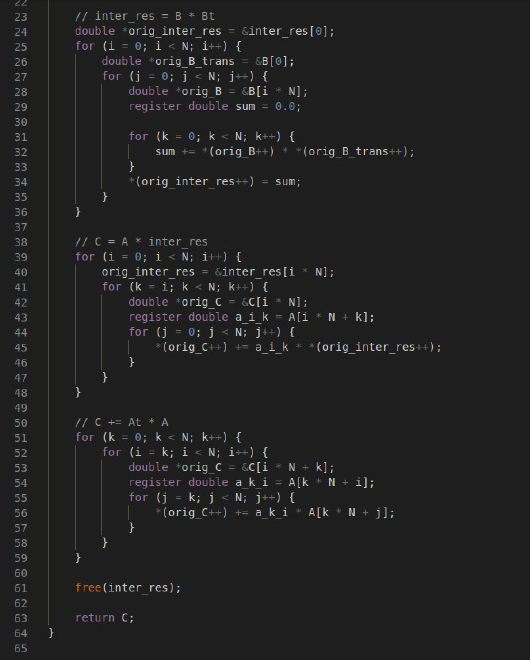 22
23 // inter_res = B * Bt
24 double *orig_inter_res = &inter_res[0];
25 for (i = 0; i < N; i++) {
26 double *orig_B_trans = &B[0];
27 for (j = 0; j < N; j++) {
28 double *orig_B = &B[i * N];
29 register double sum = 0.0;
30
31 for (k = 0; k < N; k++) {
32 sum += *(orig_B++) * *(orig_B_trans++);
33 }
34 *(orig_inter_res++) = sum;
35 }
36 }
37
38 // C = A * inter_res
39 for (i = 0; i < N; i++) {
40 orig_inter_res = &inter_res[i * N];
41 for (k = i; k < N; k++) {
42 double *orig_C = &C[i * N];
43 register double a_i_k = A[i * N + k];
44 for (j = 0; j < N; j++) {
45 *(orig_C++) += a_i_k * *(orig_inter_res++);
46 }
47 }
48 }
49
50 // C += At * A
51 for (k = 0; k < N; k++) {
52 for (i = k; i < N; i++) {
53 double *orig_C = &C[i * N + k];
54 register double a_k_i = A[k * N + i];
55 for (j = k; j < N; j++) {
56 *(orig_C++) += a_k_i * A[k * N + j];
57 }
58 }
59 }
60
61 free(inter_res);
62
63 return C;
64 }
65